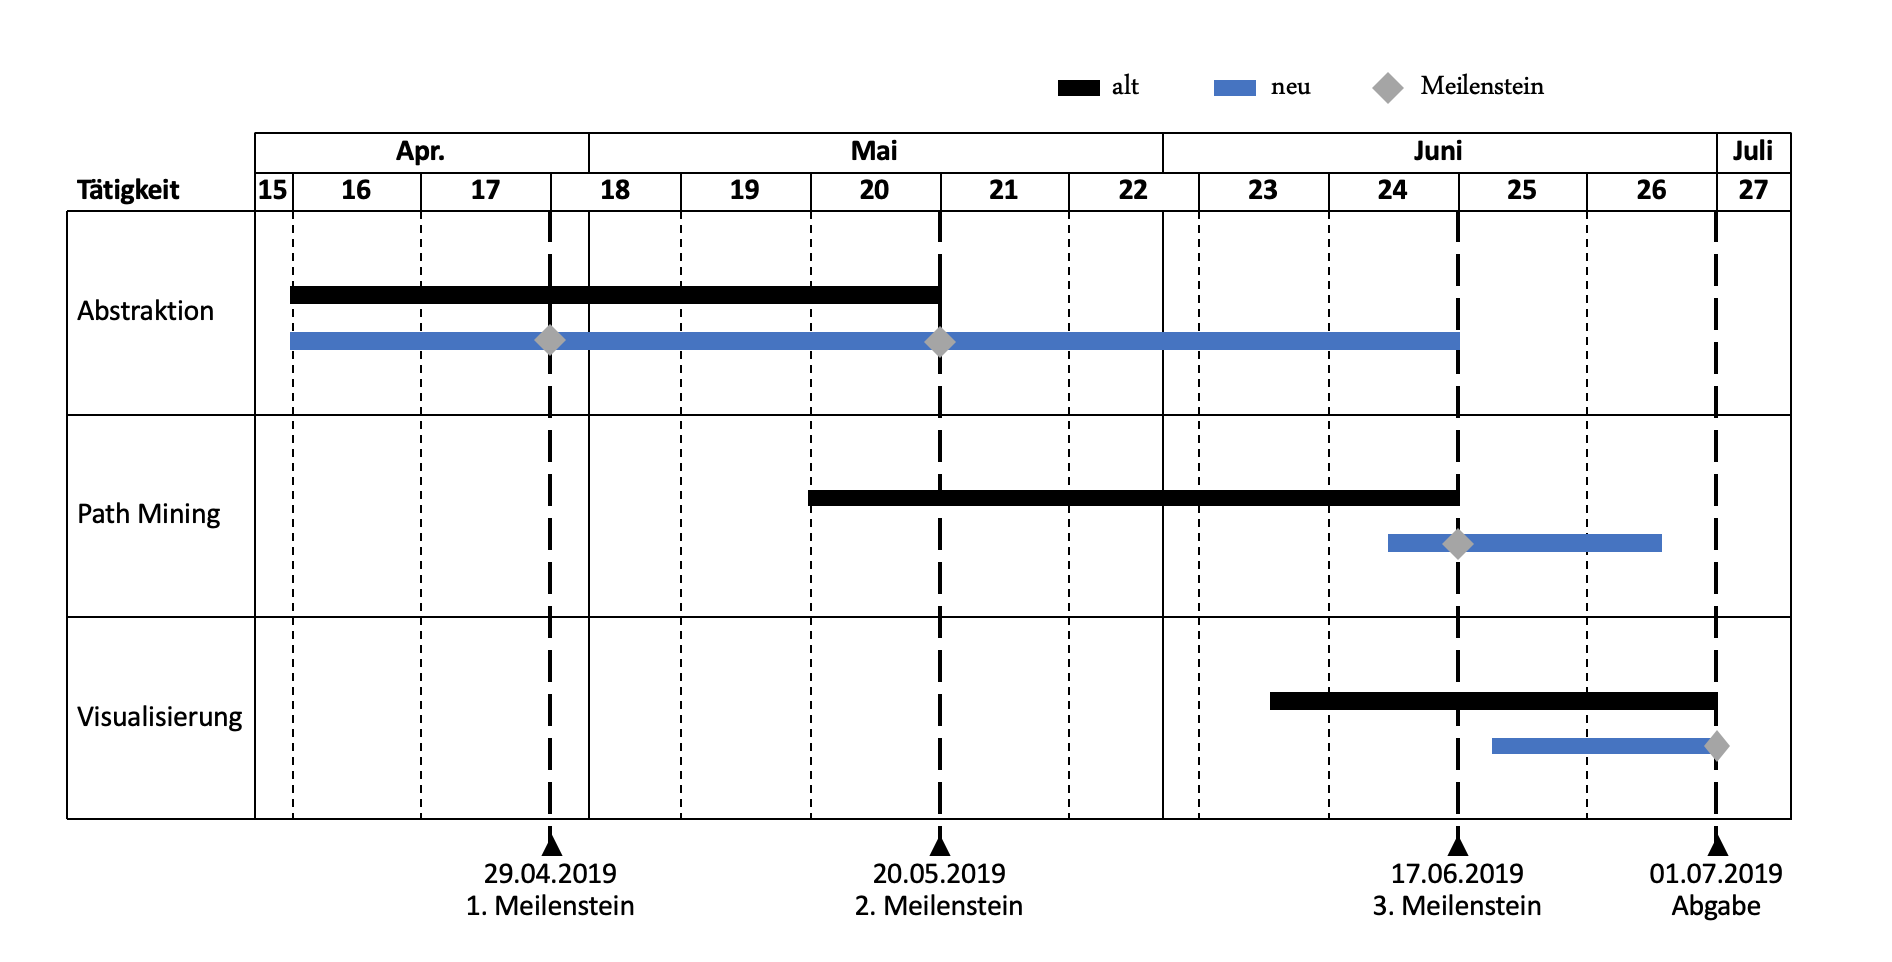 alt neu Meilenstein
Apr. Mai Juni Juli
Tätigkeit 15 16 17 18 19 20 21 22 23 24 25 26 27
Abstraktion
Path Mining
Visualisierung
29.04.2019 20.05.2019 17.06.2019 01.07.2019
1. Meilenstein 2. Meilenstein 3. Meilenstein Abgabe